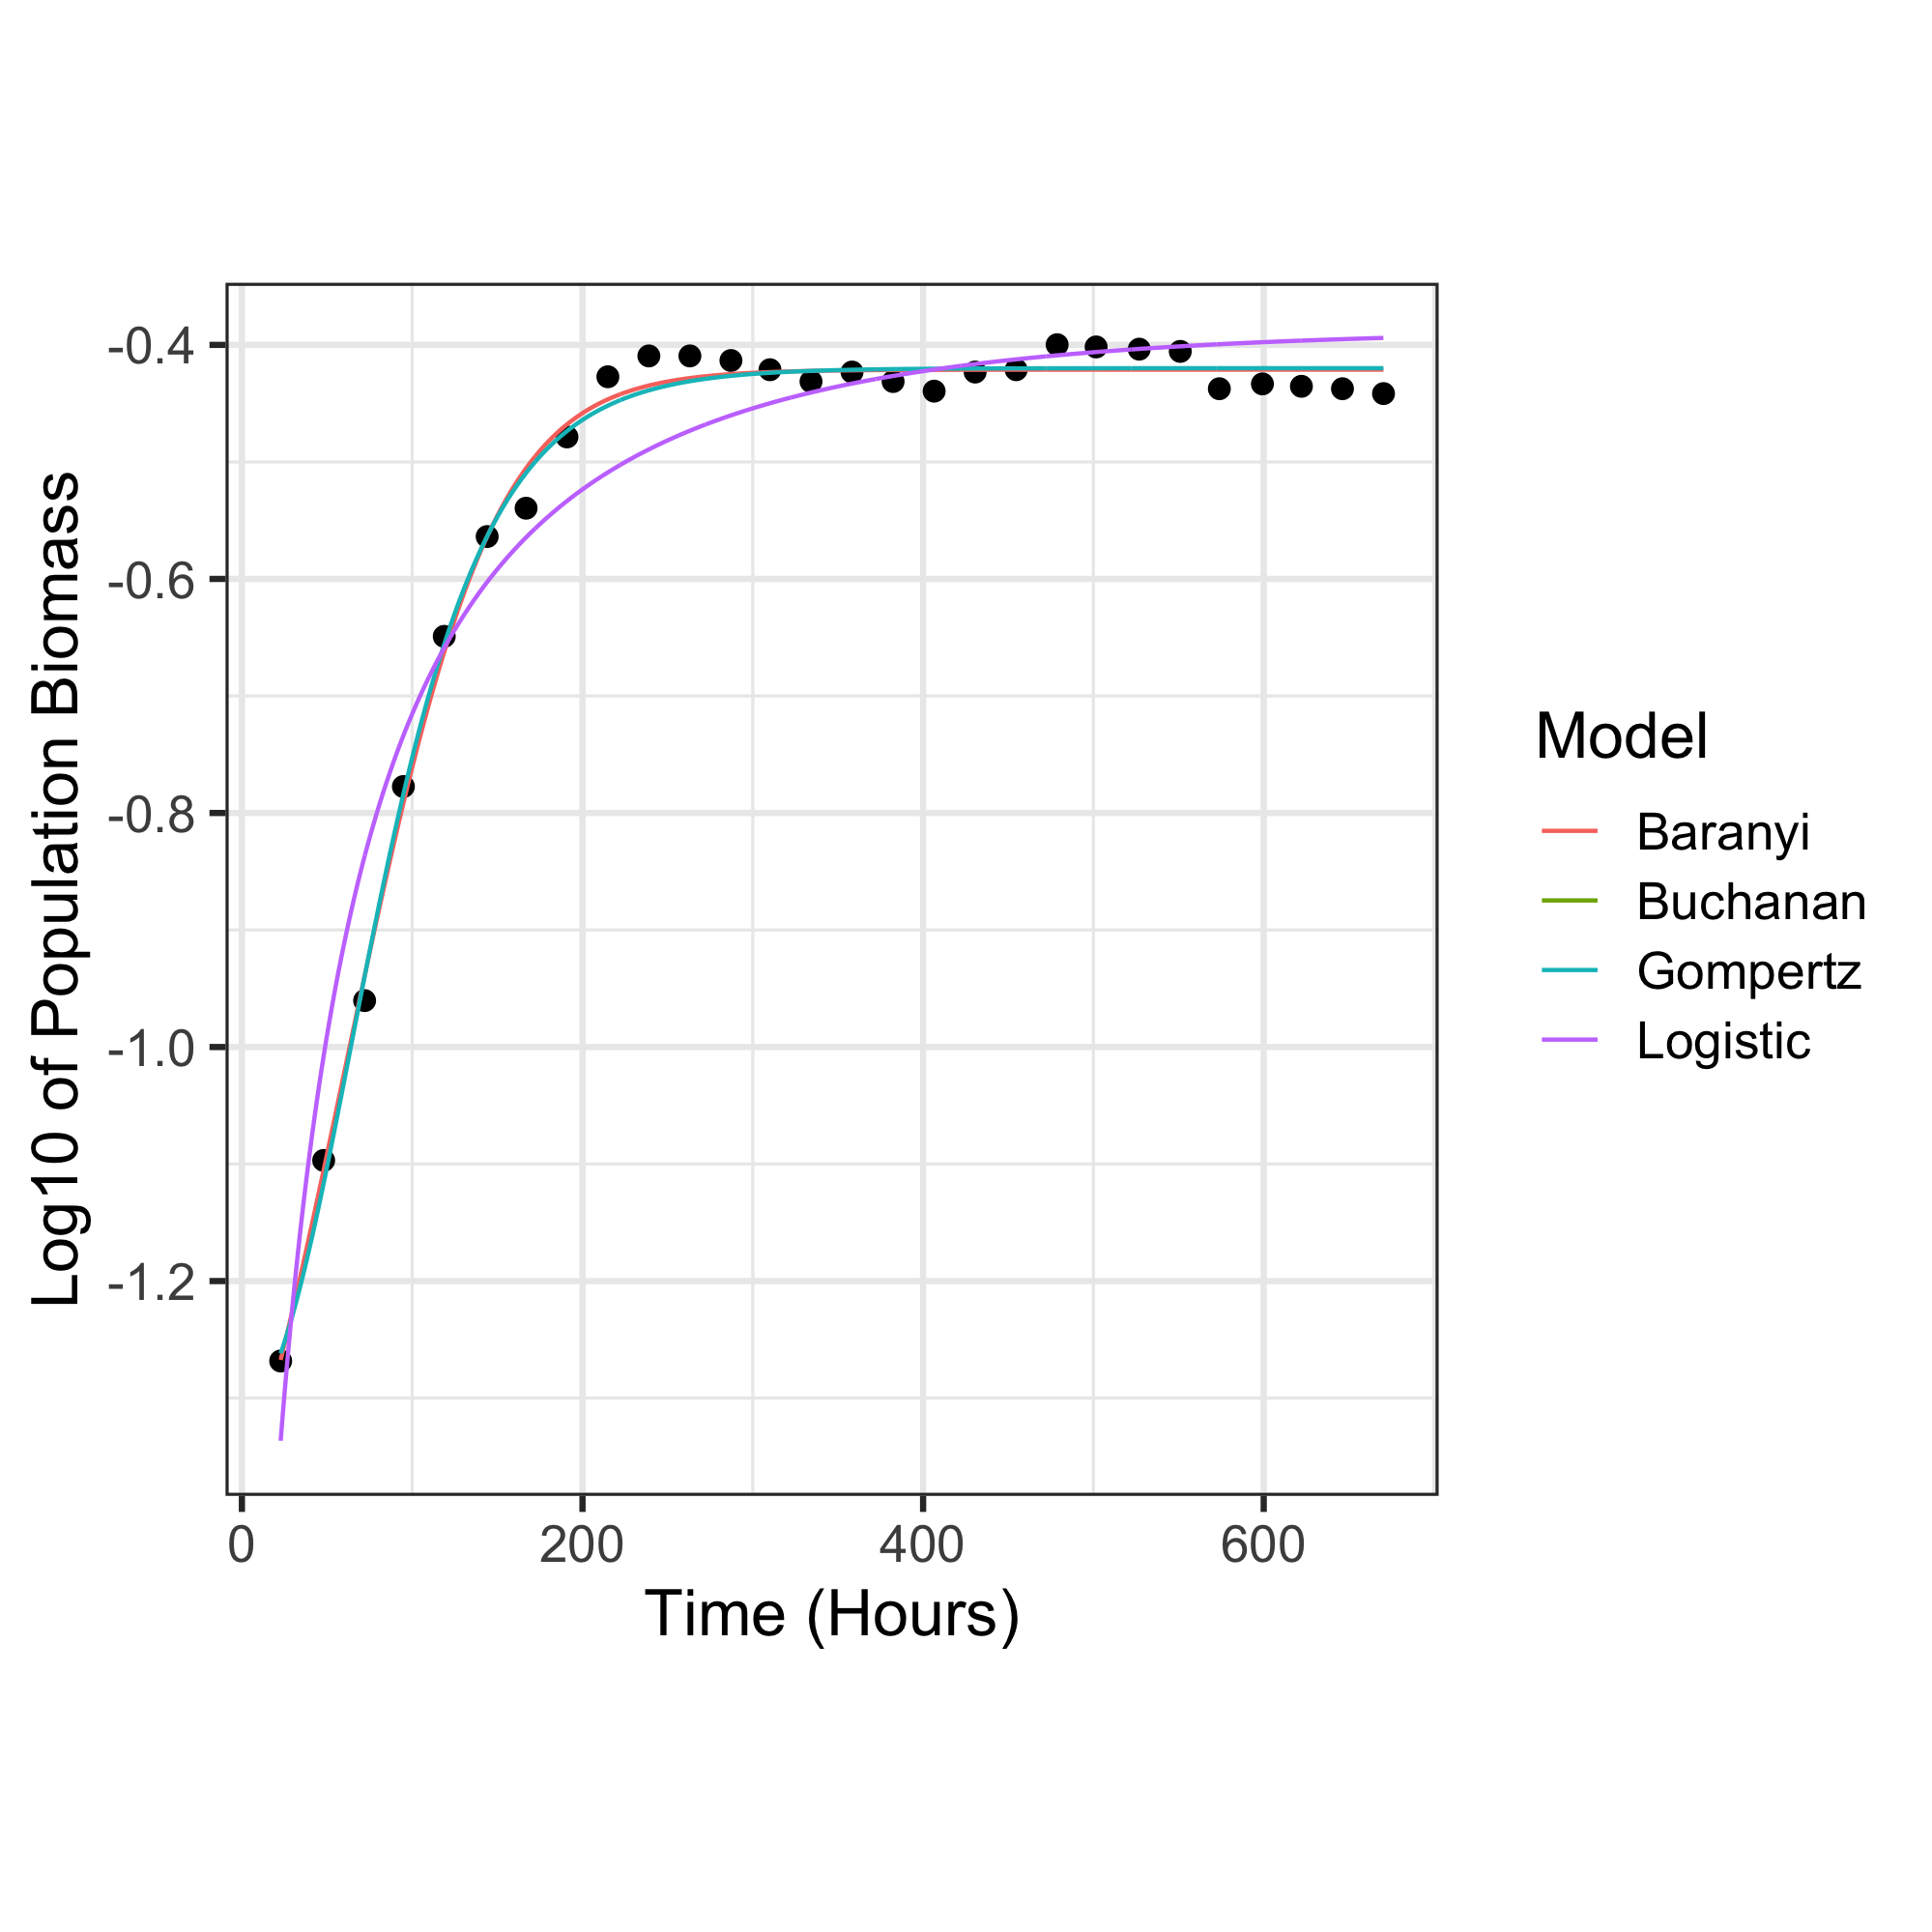 -0.4
-0.6
-0.8
-1.0
-1.2
Log10 of Population Biomass
0 200 400 600
Time (Hours)
Model
Baranyi
Buchanan
Gompertz
Logistic